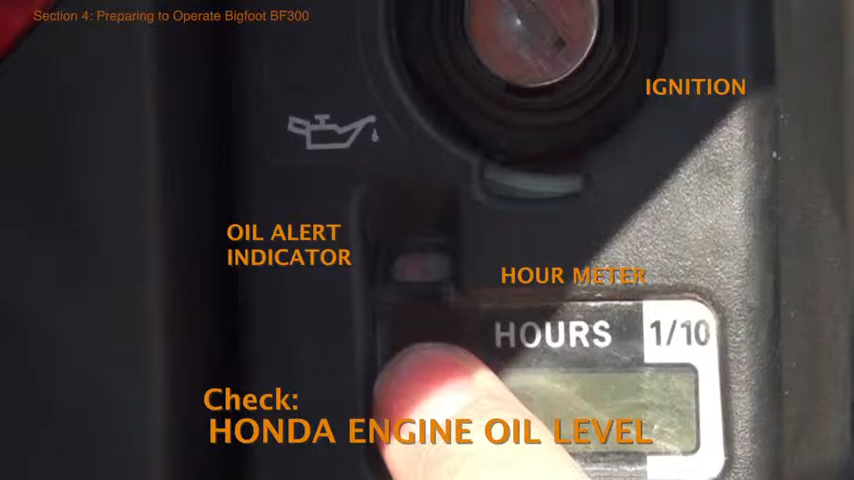 Section 4: Preparing to Operate Bigfoot BF300
IGNITION
OIL ALERT
INDICATOR
HOUR METER
HOURS 1/10
Check:
HONDA ENGINE OIL LEVEL